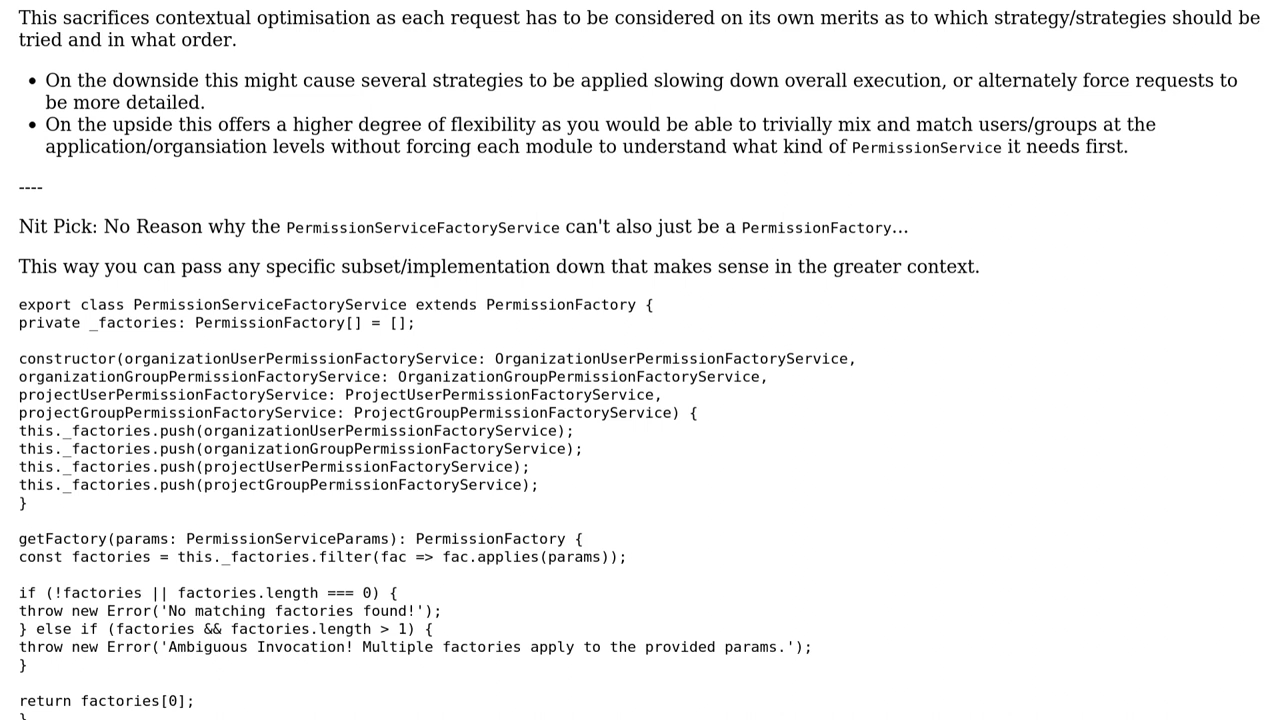 This sacrifices contextual optimisation as each request has to be considered on its own merits as to which strategy/strategies should be
tried and in what order.
• On the downside this might cause several strategies to be applied slowing down overall execution, or alternately force requests to
be more detailed.
• On the upside this offers a higher degree of flexibility as you would be able to trivially mix and match users/groups at the
application/organsiation levels without forcing each module to understand what kind of PermissionService it needs first.
----
Nit Pick: No Reason why the PermissionServiceFactoryService can't also just be a PermissionFactory...
This way you can pass any specific subset/implementation down that makes sense in the greater context.
export class PermissionServiceFactoryService extends PermissionFactory {
private _factories: PermissionFactory[] = [];
constructor(organizationUserPermissionFactoryService: OrganizationUserPermissionFactoryService,
organizationGroupPermissionFactoryService: OrganizationGroupPermissionFactoryService,
projectUserPermissionFactoryService: ProjectUserPermissionFactoryService,
projectGroupPermissionFactoryService: ProjectGroupPermissionFactoryService) {
this._factories.push(organizationUserPermissionFactoryService);
this._factories.push(organizationGroupPermissionFactoryService);
this._factories.push(projectUserPermissionFactoryService);
this._factories.push(projectGroupPermissionFactoryService);
}
getFactory(params: PermissionServiceParams): PermissionFactory {
const factories = this._factories.filter(fac => fac.applies(params));
if (!factories || factories.length === 0) {
throw new Error('No matching factories found!');
} else if (factories && factories.length > 1) {
throw new Error('Ambiguous Invocation! Multiple factories apply to the provided params.');
}
return factories[0];
}